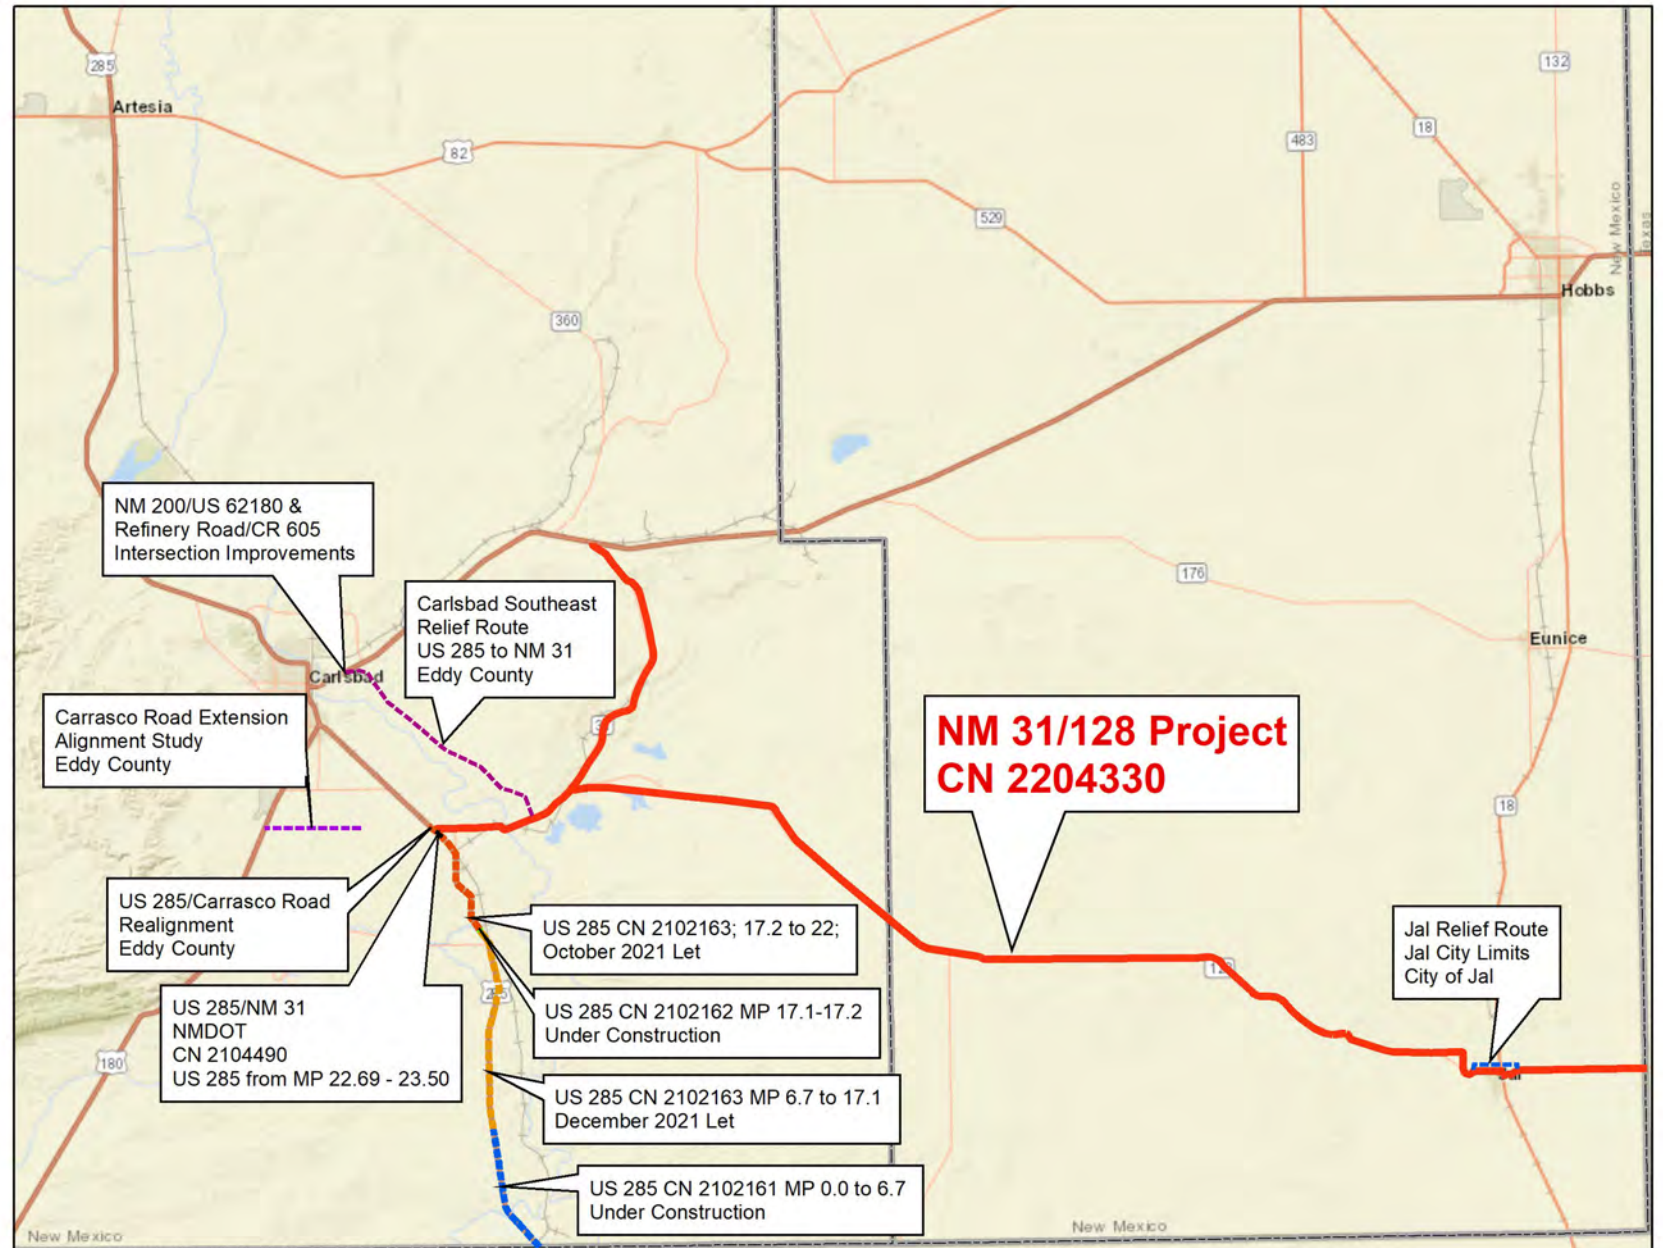 285
Artesia
82
132
18
483
529
New Mexico
Texas
Hobbs
360
NM 200/US 62180 &
Refinery Road/CR 605
Intersection Improvements
Carlsbad Southeast
Relief Route
US 285 to NM 31
Eddy County
176
Eunice
Carlsbad
Carrasco Road Extension
Alignment Study
Eddy County
NM 31/128 Project
CN 2204330
18
US 285/Carrasco Road
Realignment
Eddy County
US 285 CN 2102163; 17.2 to 22;
October 2021 Let
Jal Relief Route
Jal City Limits
City of Jal
US 285/NM 31
NMDOT
CN 2104490
US 285 from MP 22.69 - 23.50
US 285 CN 2102162 MP 17.1-17.2
Under Construction
180
US 285 CN 2102163 MP 6.7 to 17.1
December 2021 Let
US 285 CN 2102161 MP 0.0 to 6.7
Under Construction
New Mexico
New Mexico